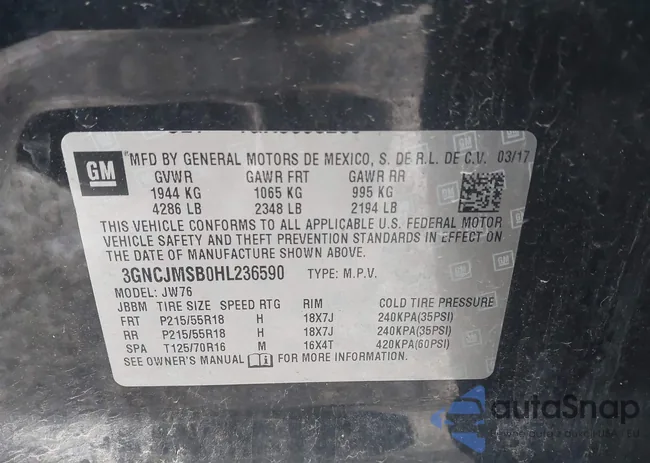 GM
MFD BY GENERAL MOTORS DE MEXICO, S. DE R.L. DE C.V. 03/17
GVWR GAWR FRT GAWR RR
1944 KG 1065 KG 995 KG
4286 LB 2348 LB 2194 LB
THIS VEHICLE CONFORMS TO ALL APPLICABLE U.S. FEDERAL MOTOR
VEHICLE SAFETY AND THEFT PREVENTION STANDARDS IN EFFECT ON
THE DATE OF MANUFACTURE SHOWN ABOVE.
3GNCJMSB0HL236590 TYPE: M.P.V.
MODEL: JW76
JBBM TIRE SIZE SPEED RTG RIM COLD TIRE PRESSURE
FRT P215/55R18 H 18X7J 240KPA(35PSI)
RR P215/55R18 H 18X7J 240KPA(35PSI)
SPA T125/70R16 M 16X4T 420KPA(60PSI)
SEE OWNER'S MANUAL FOR MORE INFORMATION.
autaSnap